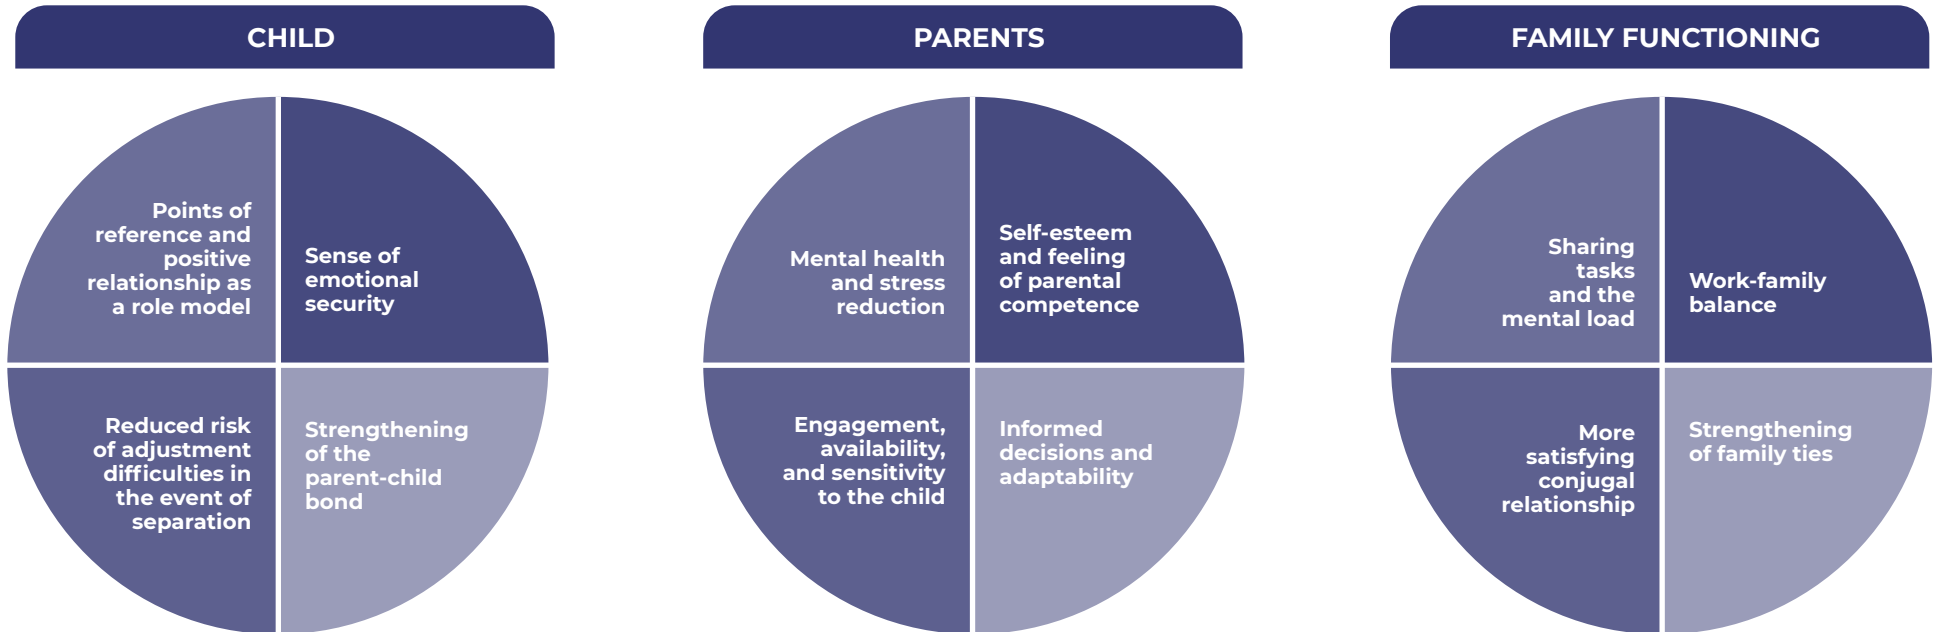 CHILD
Points of
reference and
positive
relationship as
a role model
Sense of
emotional
security
Reduced risk
of adjustment
difficulties in
the event of
separation
Strengthening
of the
parent-child
bond
PARENTS
Mental health
and stress
reduction
Self-esteem
and feeling
of parental
competence
Engagement,
availability,
and sensitivity
to the child
Informed
decisions and
adaptability
FAMILY FUNCTIONING
Sharing
tasks
and the
mental load
Work-family
balance
More
satisfying
conjugal
relationship
Strengthening
of family ties